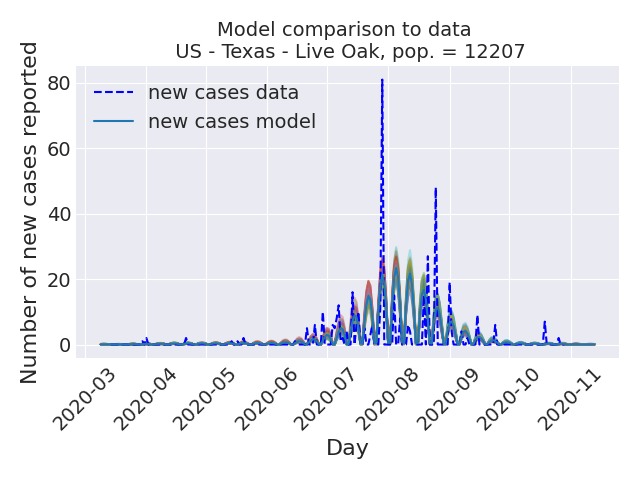 Model comparison to data
US - Texas - Live Oak, pop. = 12207
Number of new cases reported
80
60
40
20
0
new cases data
new cases model
2020-03
2020-04
2020-05
2020-06
2020-07
2020-08
2020-09
2020-10
2020-11
Day